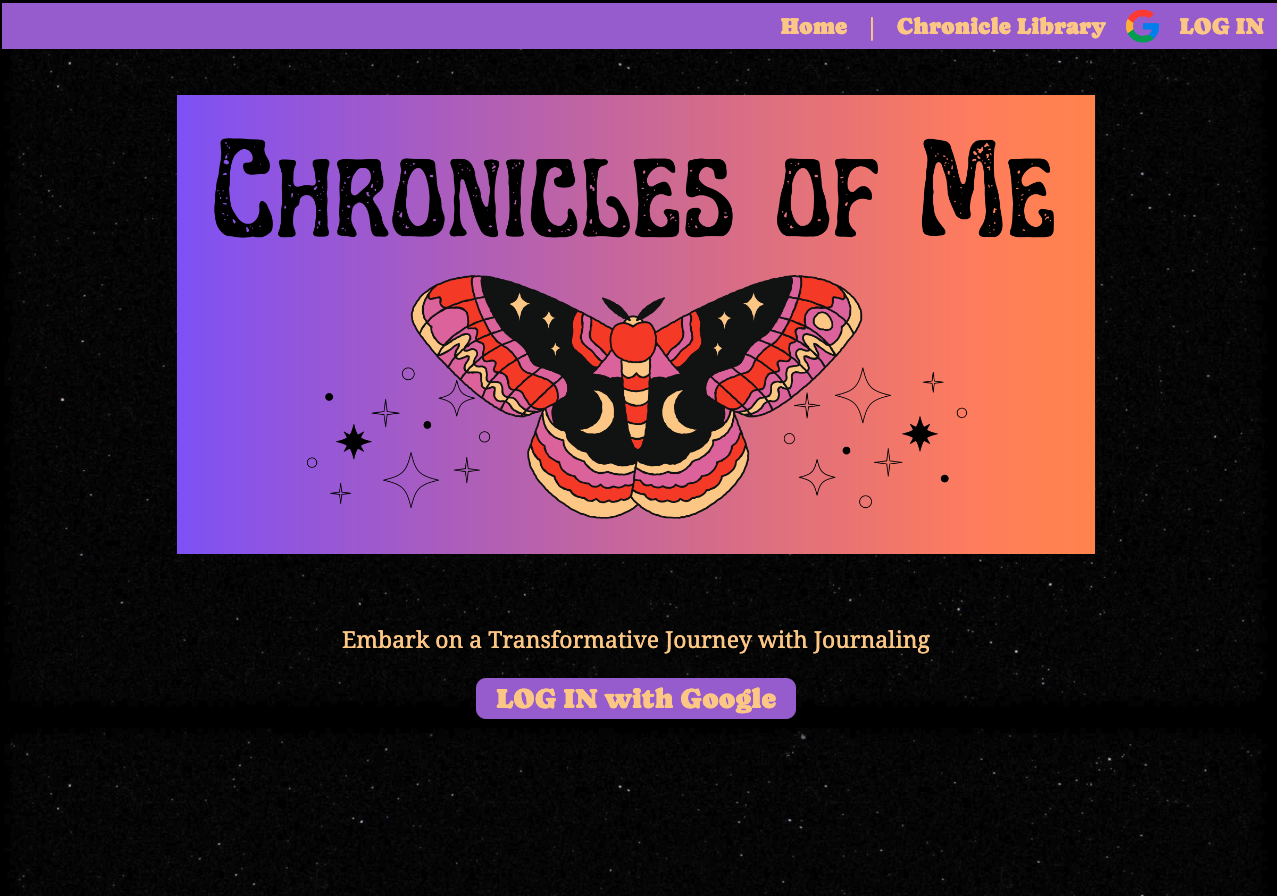 Home | Chronicle Library LOG IN
Chronicles of Me
Embark on a Transformative Journey with Journaling
LOG IN with Google